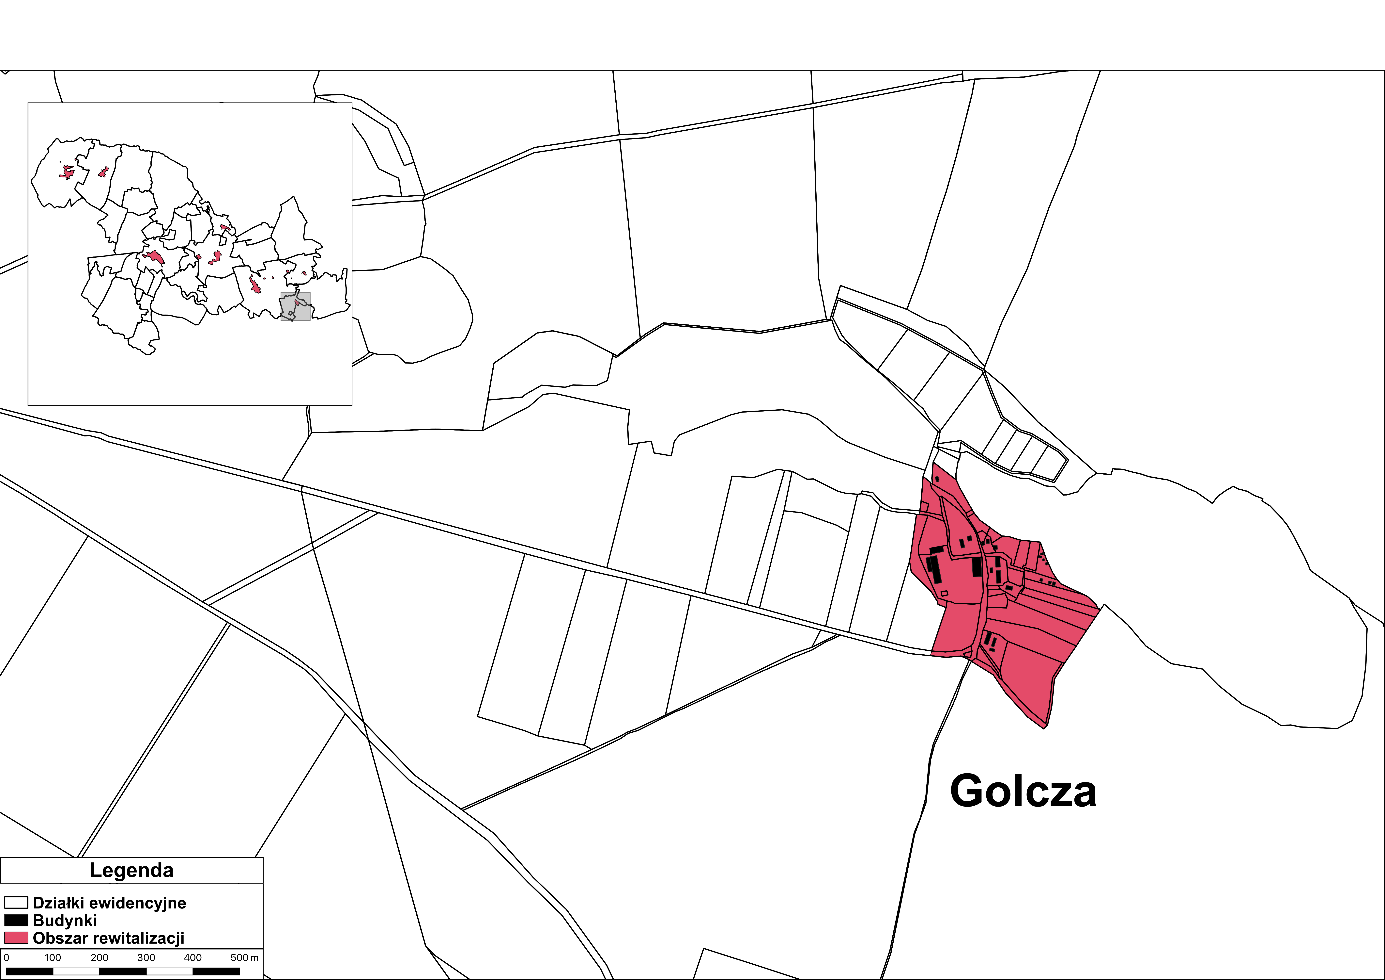 Golcza
Legenda
Działki ewidencyjne
Budynki
Obszar rewitalizacji
0 100 200 300 400 500 m